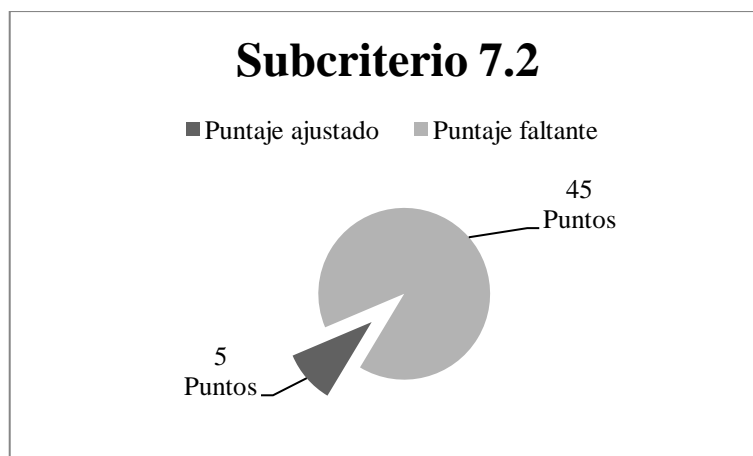 Subcriterio 7.2
Puntaje ajustado Puntaje faltante
45
Puntos
5
Puntos